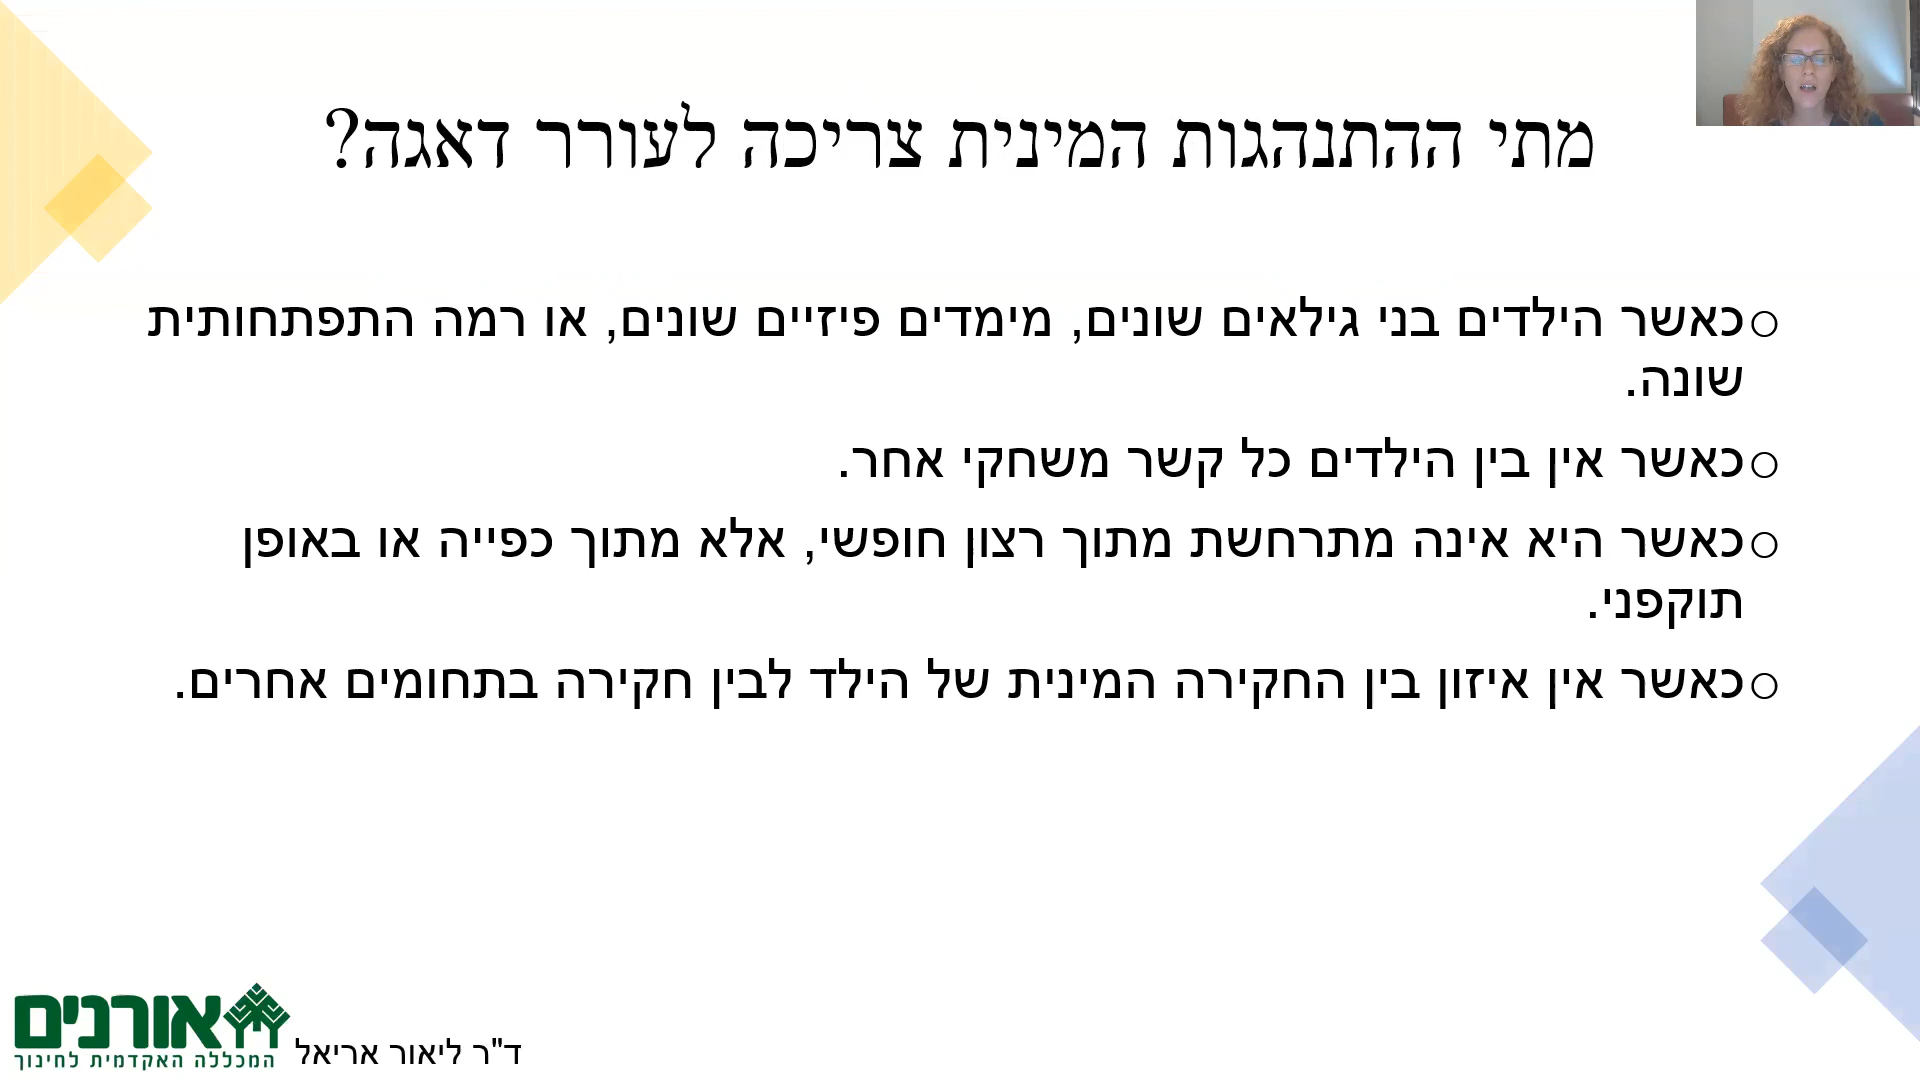 מתי ההתנהגות המינית צריכה לעורר דאגה?
○כאשר הילדים בני גילאים שונים, מימדים פיזיים שונים, או רמה התפתחותית
שונה.
○כאשר אין בין הילדים כל קשר משחקי אחר.
○כאשר היא אינה מתרחשת מתוך רצון חופשי, אלא מתוך כפייה או באופן
תוקפני.
○כאשר אין איזון בין החקירה המינית של הילד לבין חקירה בתחומים אחרים.
אורנים
המכללה האקדמית לחינוך
ד"ר ליאור אריאל